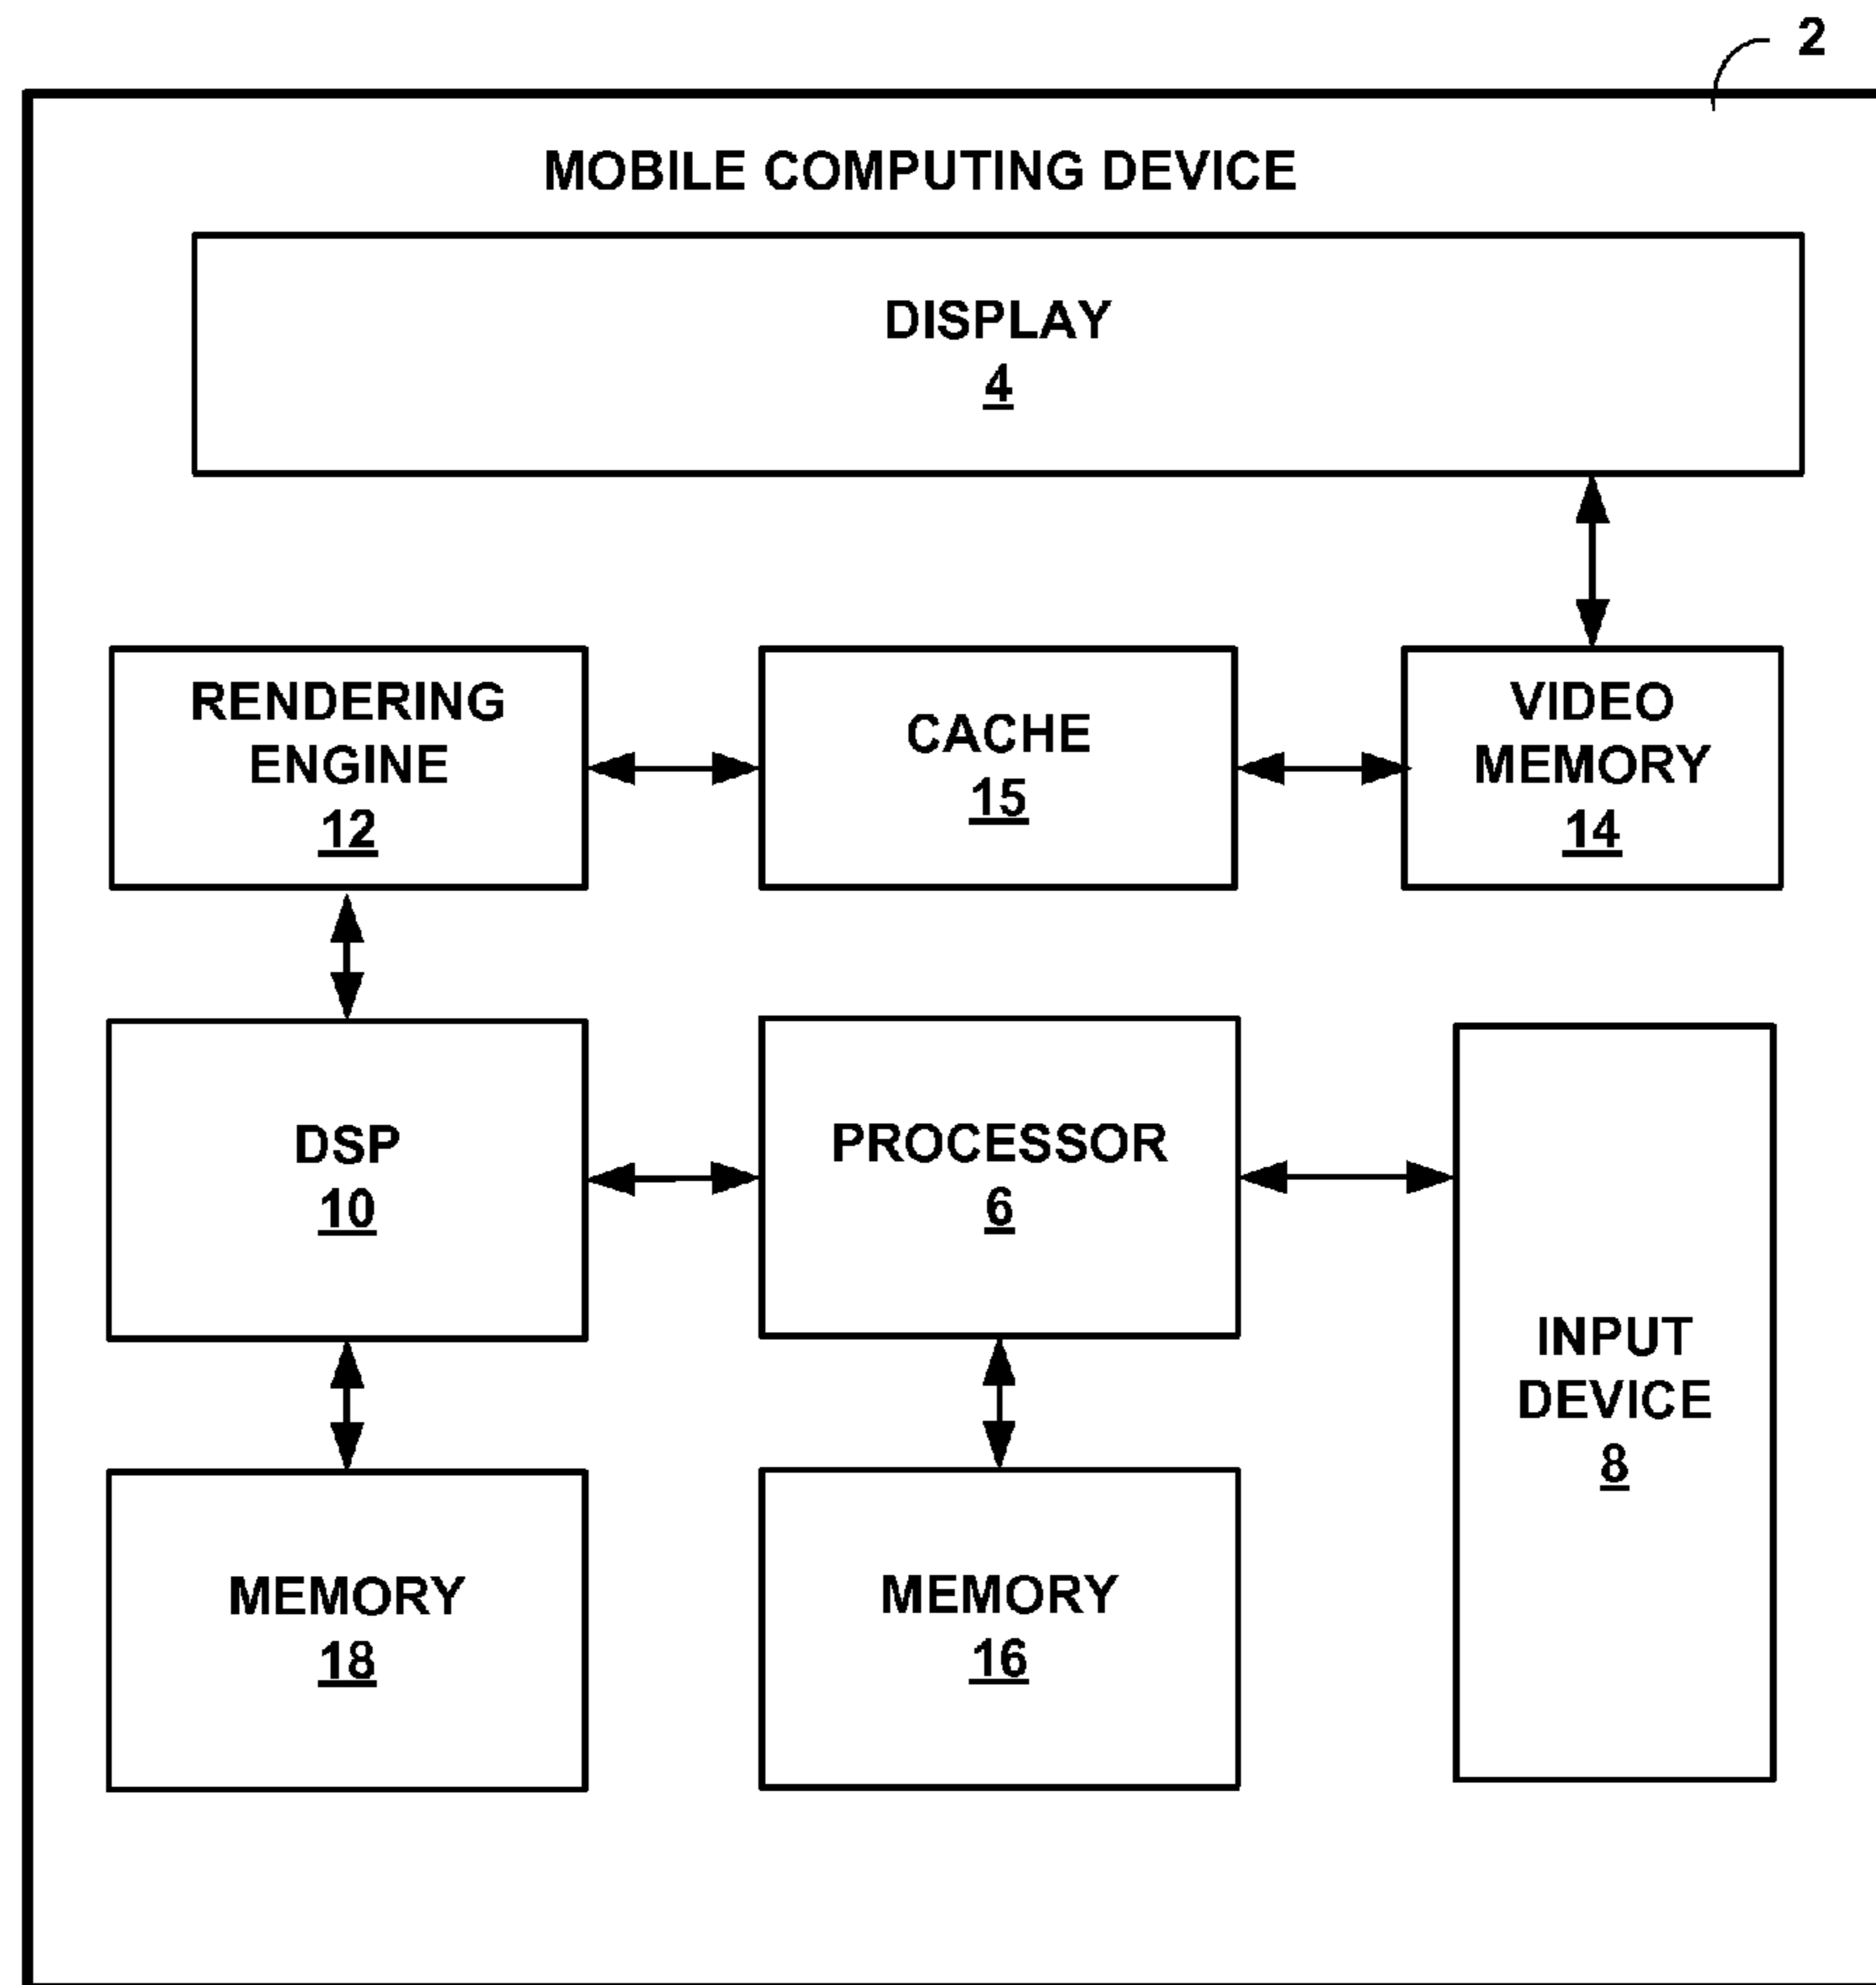 2
MOBILE COMPUTING DEVICE
DISPLAY
4
RENDERING
ENGINE
12
CACHE
15
VIDEO
MEMORY
14
DSP
10
PROCESSOR
6
INPUT
DEVICE
8
MEMORY
18
MEMORY
16